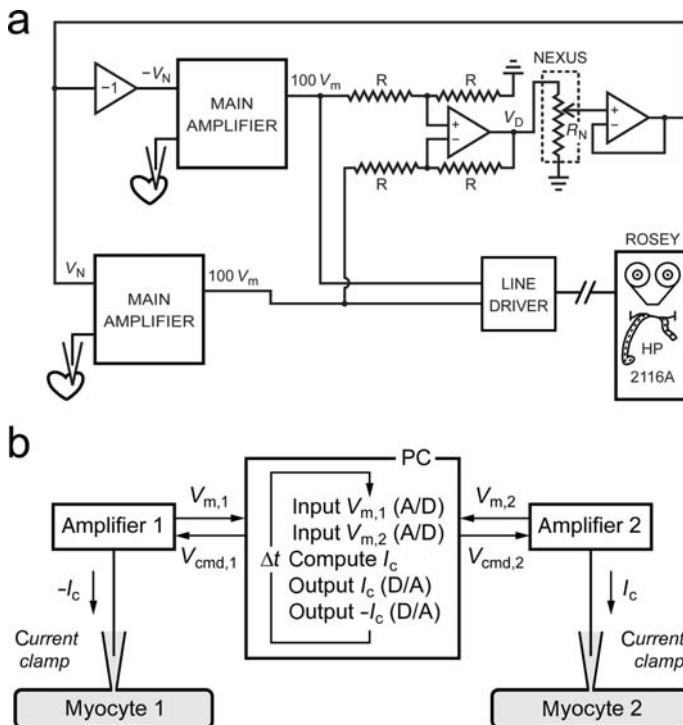 a
−1
−V_N
MAIN
AMPLIFIER
100 V_m
R
R
R
R
+
−
V_D
NEXUS
R_N
+
−
V_N
MAIN
AMPLIFIER
100 V_m
LINE
DRIVER
ROSEY
HP
2116A
b
PC
Amplifier 1
V_m,1
V_cmd,1
Δt
Input V_m,1 (A/D)
Input V_m,2 (A/D)
Compute I_c
Output I_c (D/A)
Output −I_c (D/A)
V_m,2
V_cmd,2
Amplifier 2
−I_c
Current
clamp
I_c
Current
clamp
Myocyte 1
Myocyte 2